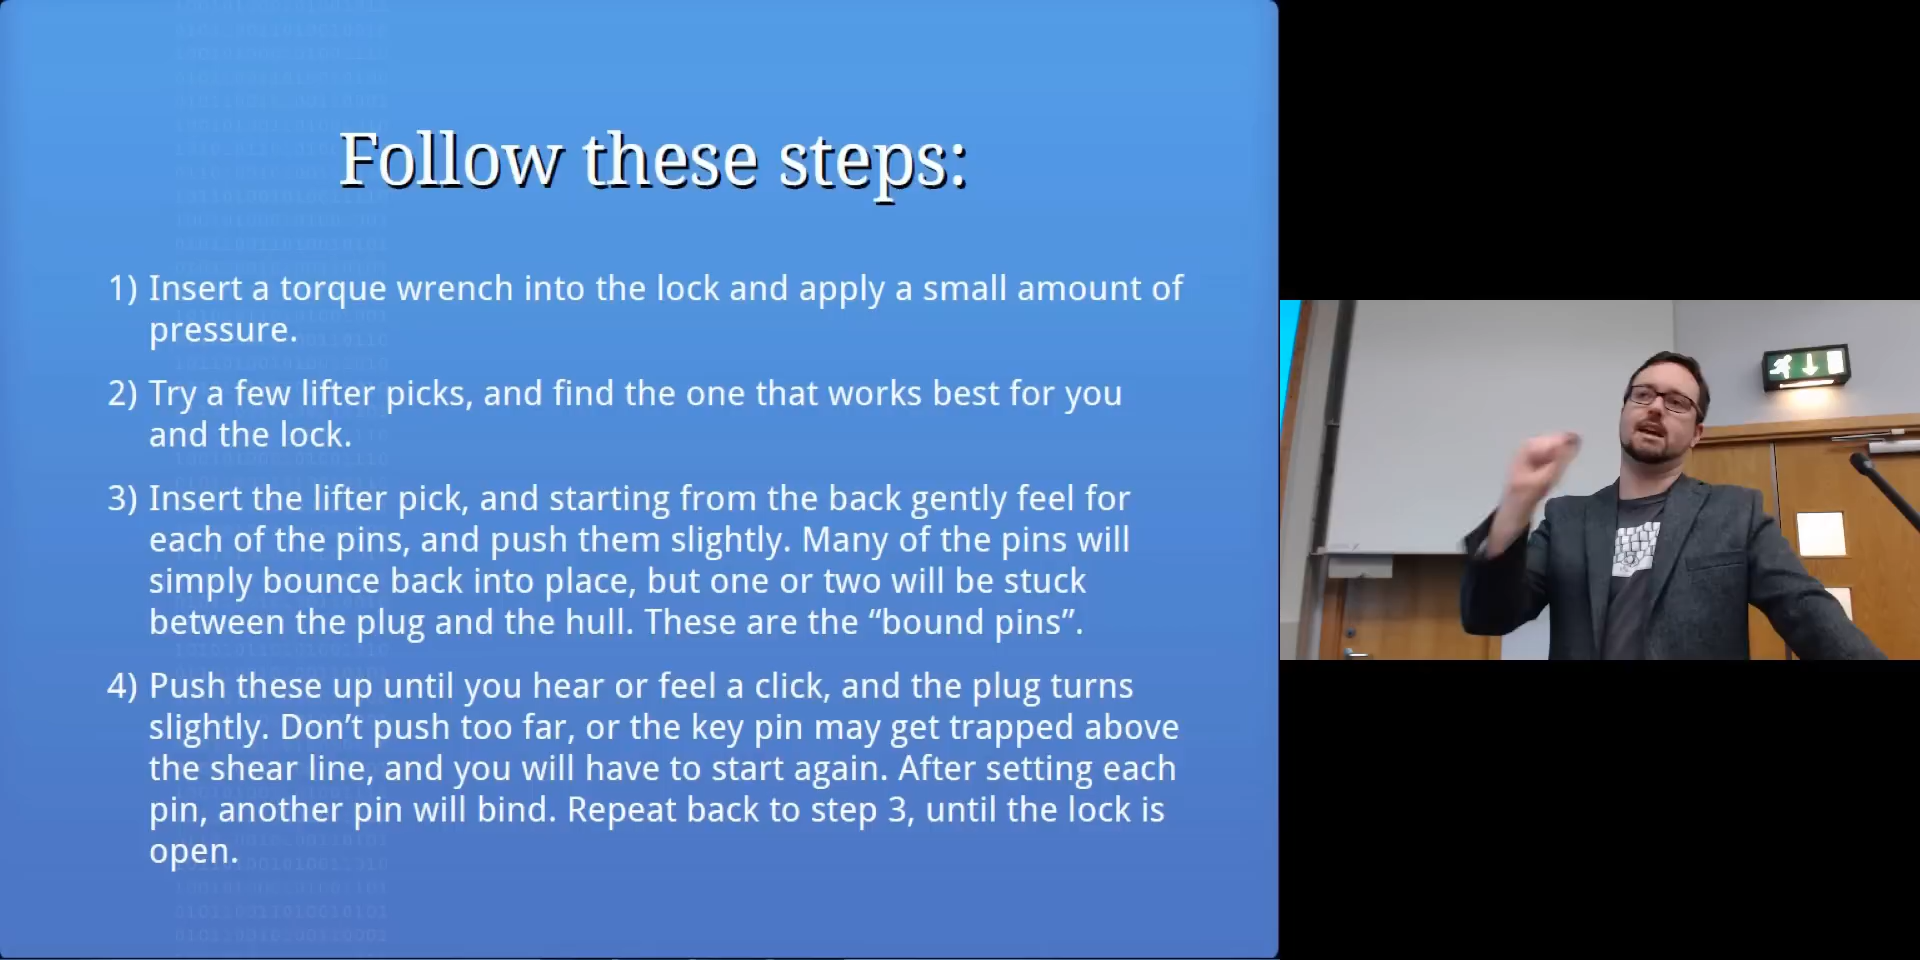 Follow these steps:
1) Insert a torque wrench into the lock and apply a small amount of
pressure.
2) Try a few lifter picks, and find the one that works best for you
and the lock.
3) Insert the lifter pick, and starting from the back gently feel for
each of the pins, and push them slightly. Many of the pins will
simply bounce back into place, but one or two will be stuck
between the plug and the hull. These are the “bound pins”.
4) Push these up until you hear or feel a click, and the plug turns
slightly. Don’t push too far, or the key pin may get trapped above
the shear line, and you will have to start again. After setting each
pin, another pin will bind. Repeat back to step 3, until the lock is
open.